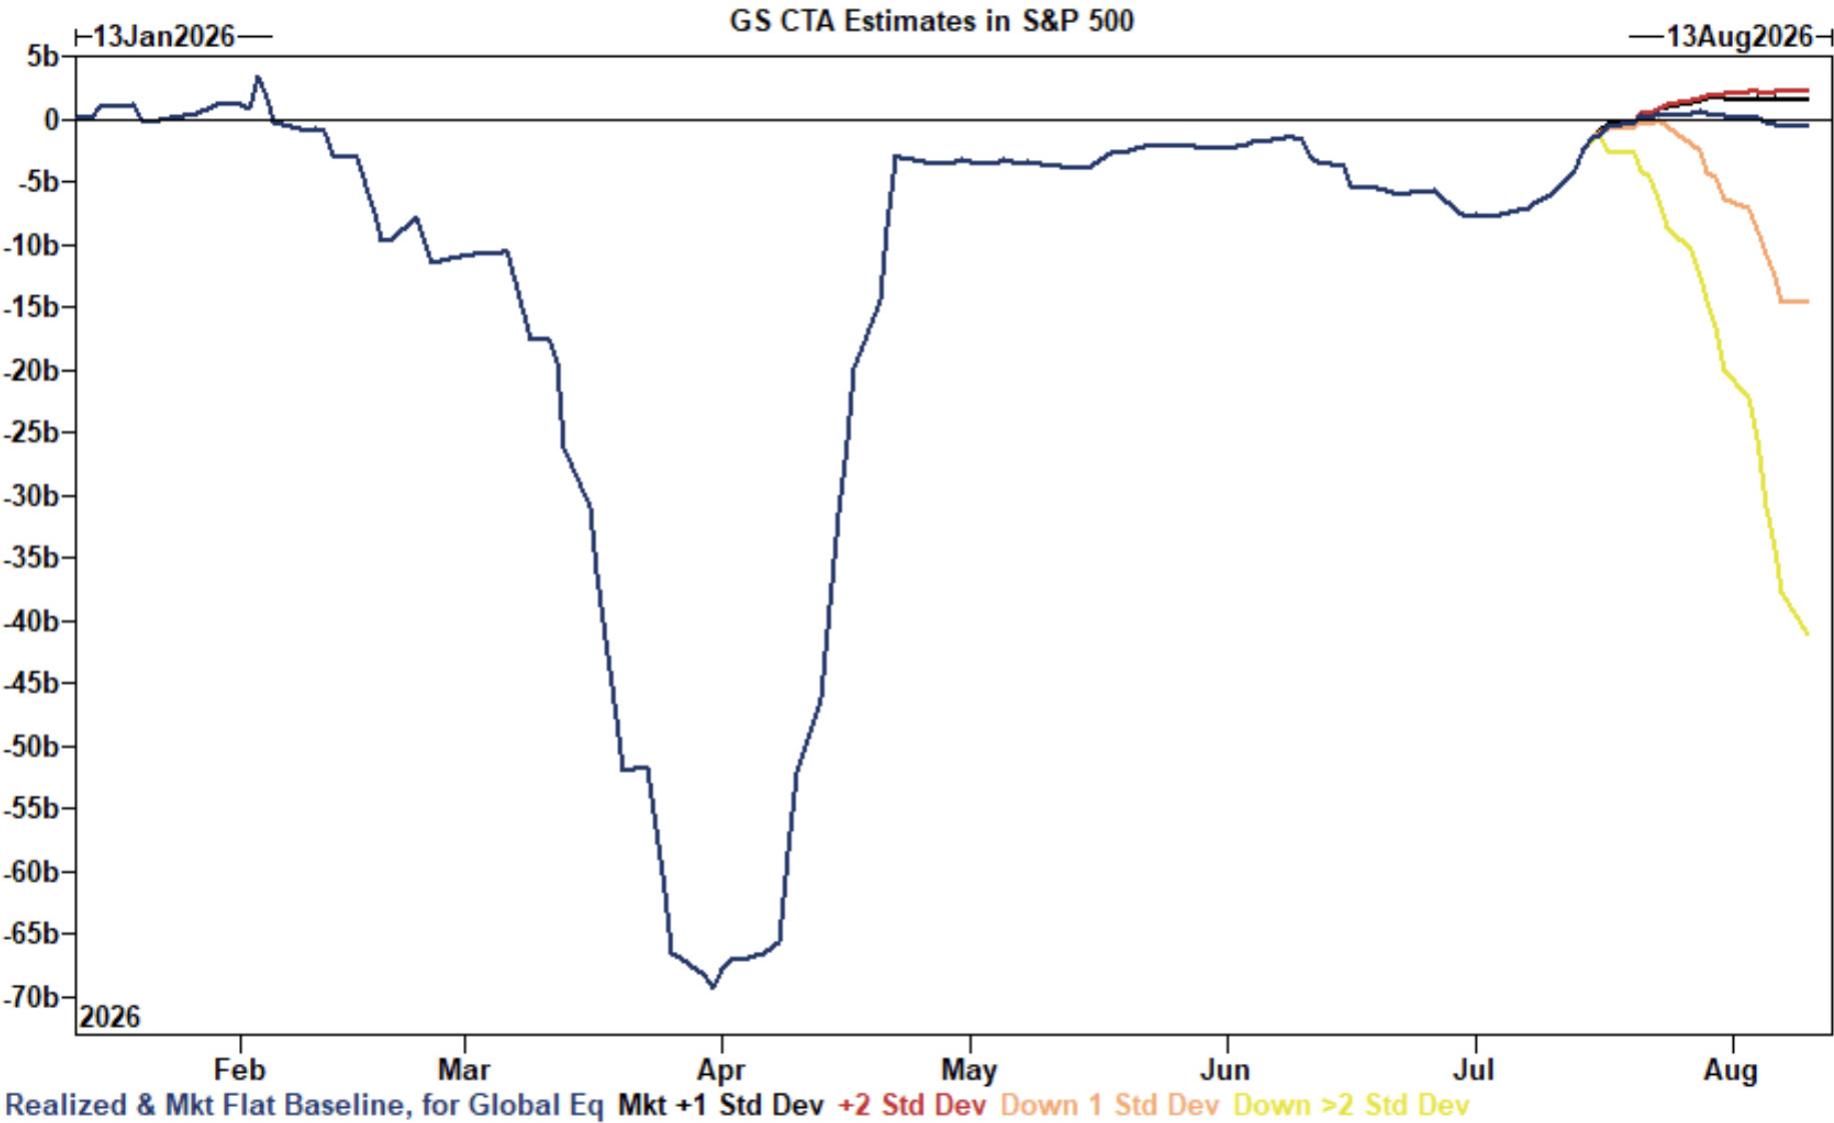 GS CTA Estimates in S&P 500
13Jan2026
13Aug2026
5b
0
-5b
-10b
-15b
-20b
-25b
-30b
-35b
-40b
-45b
-50b
-55b
-60b
-65b
-70b
2026
Feb Mar Apr May Jun Jul Aug
Realized & Mkt Flat Baseline, for Global Eq Mkt +1 Std Dev +2 Std Dev Down 1 Std Dev Down >2 Std Dev